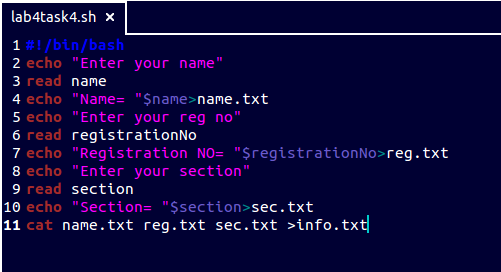 lab4task4.sh ×
1 #!/btn/bash
2 echo "Enter your name"
3 read name
4 echo "Name= "$name>name.txt
5 echo "Enter your reg no"
6 read registrationNo
7 echo "Registration NO= "$registrationNo>reg.txt
8 echo "Enter your section"
9 read section
10 echo "Section= "$section>sec.txt
11 cat name.txt reg.txt sec.txt >info.txt